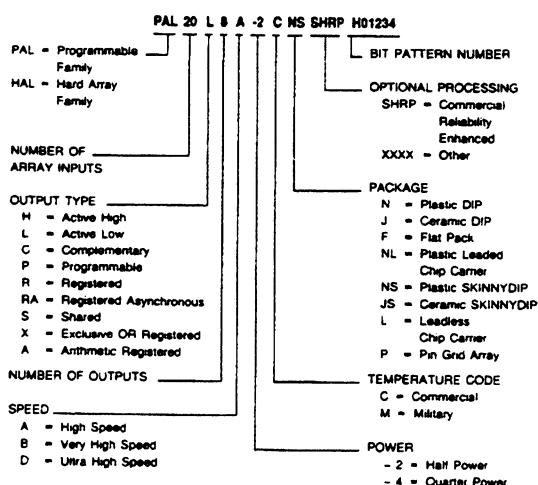 PAL 20 L 8 A -2 C NS SHRP H01234
PAL = Programmable
Family
HAL = Hard Array
Family
NUMBER OF
ARRAY INPUTS
OUTPUT TYPE
H = Active High
L = Active Low
C = Complementary
P = Programmable
R = Registered
RA = Registered Asynchronous
S = Shared
X = Exclusive OR Registered
A = Arithmetic Registered
NUMBER OF OUTPUTS
SPEED
A = High Speed
B = Very High Speed
D = Ultra High Speed
BIT PATTERN NUMBER
OPTIONAL PROCESSING
SHRP = Commercial
Reliability
Enhanced
XXXX = Other
PACKAGE
N = Plastic DIP
J = Ceramic DIP
F = Flat Pack
NL = Plastic Leaded
Chip Carrier
NS = Plastic SKINNYDIP
JS = Ceramic SKINNYDIP
L = Leadless
Chip Carrier
P = Pin Grid Array
TEMPERATURE CODE
C = Commercial
M = Military
POWER
- 2 = Half Power
- 4 = Quarter Power